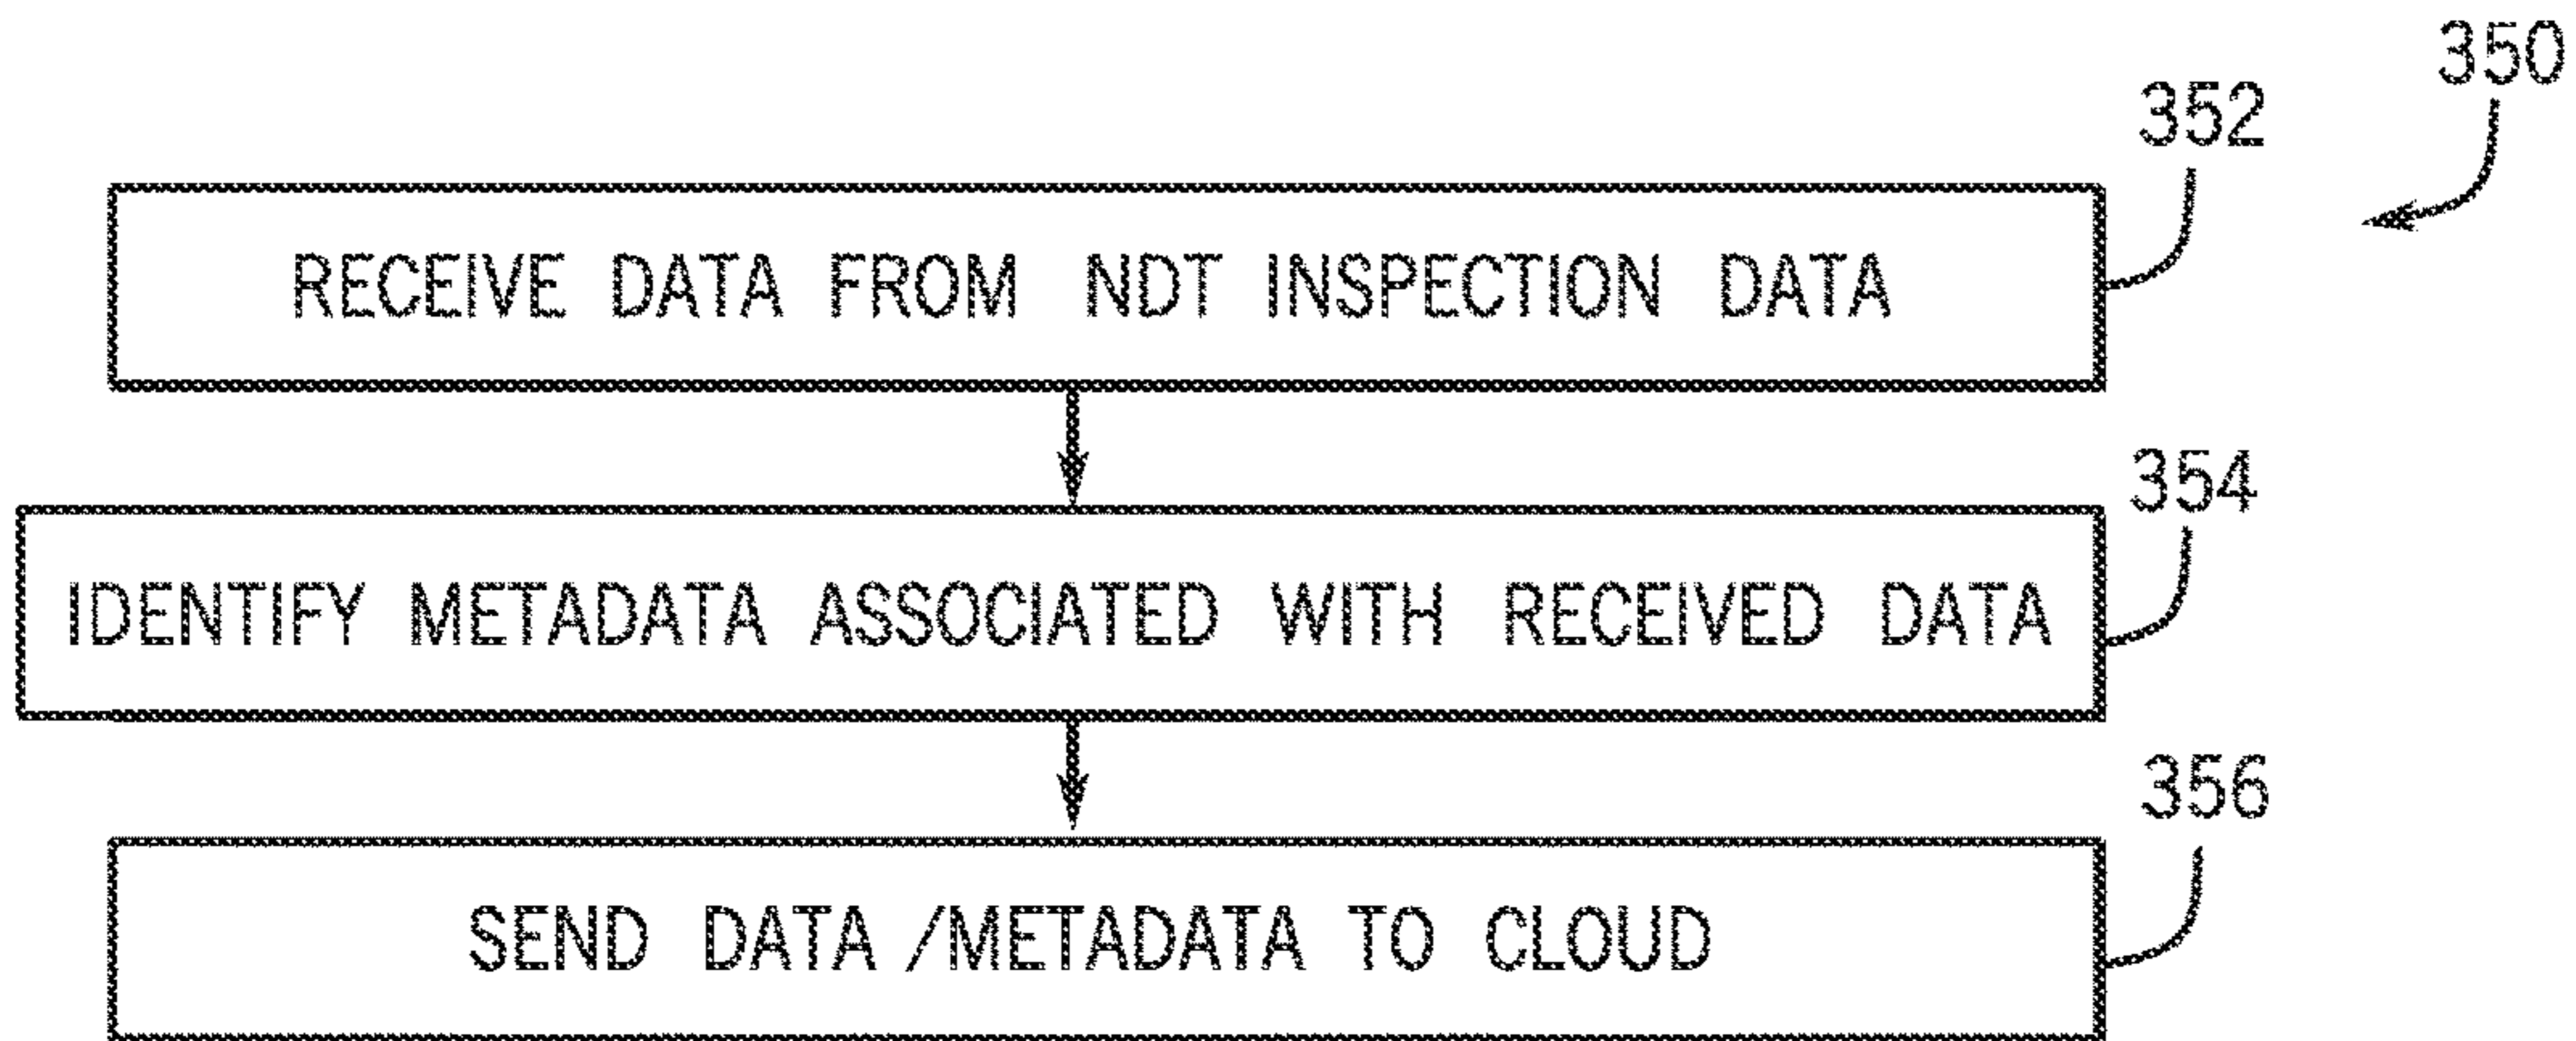 350
352
RECEIVE DATA FROM NDT INSPECTION DATA
354
IDENTIFY METADATA ASSOCIATED WITH RECEIVED DATA
356
SEND DATA /METADATA TO CLOUD